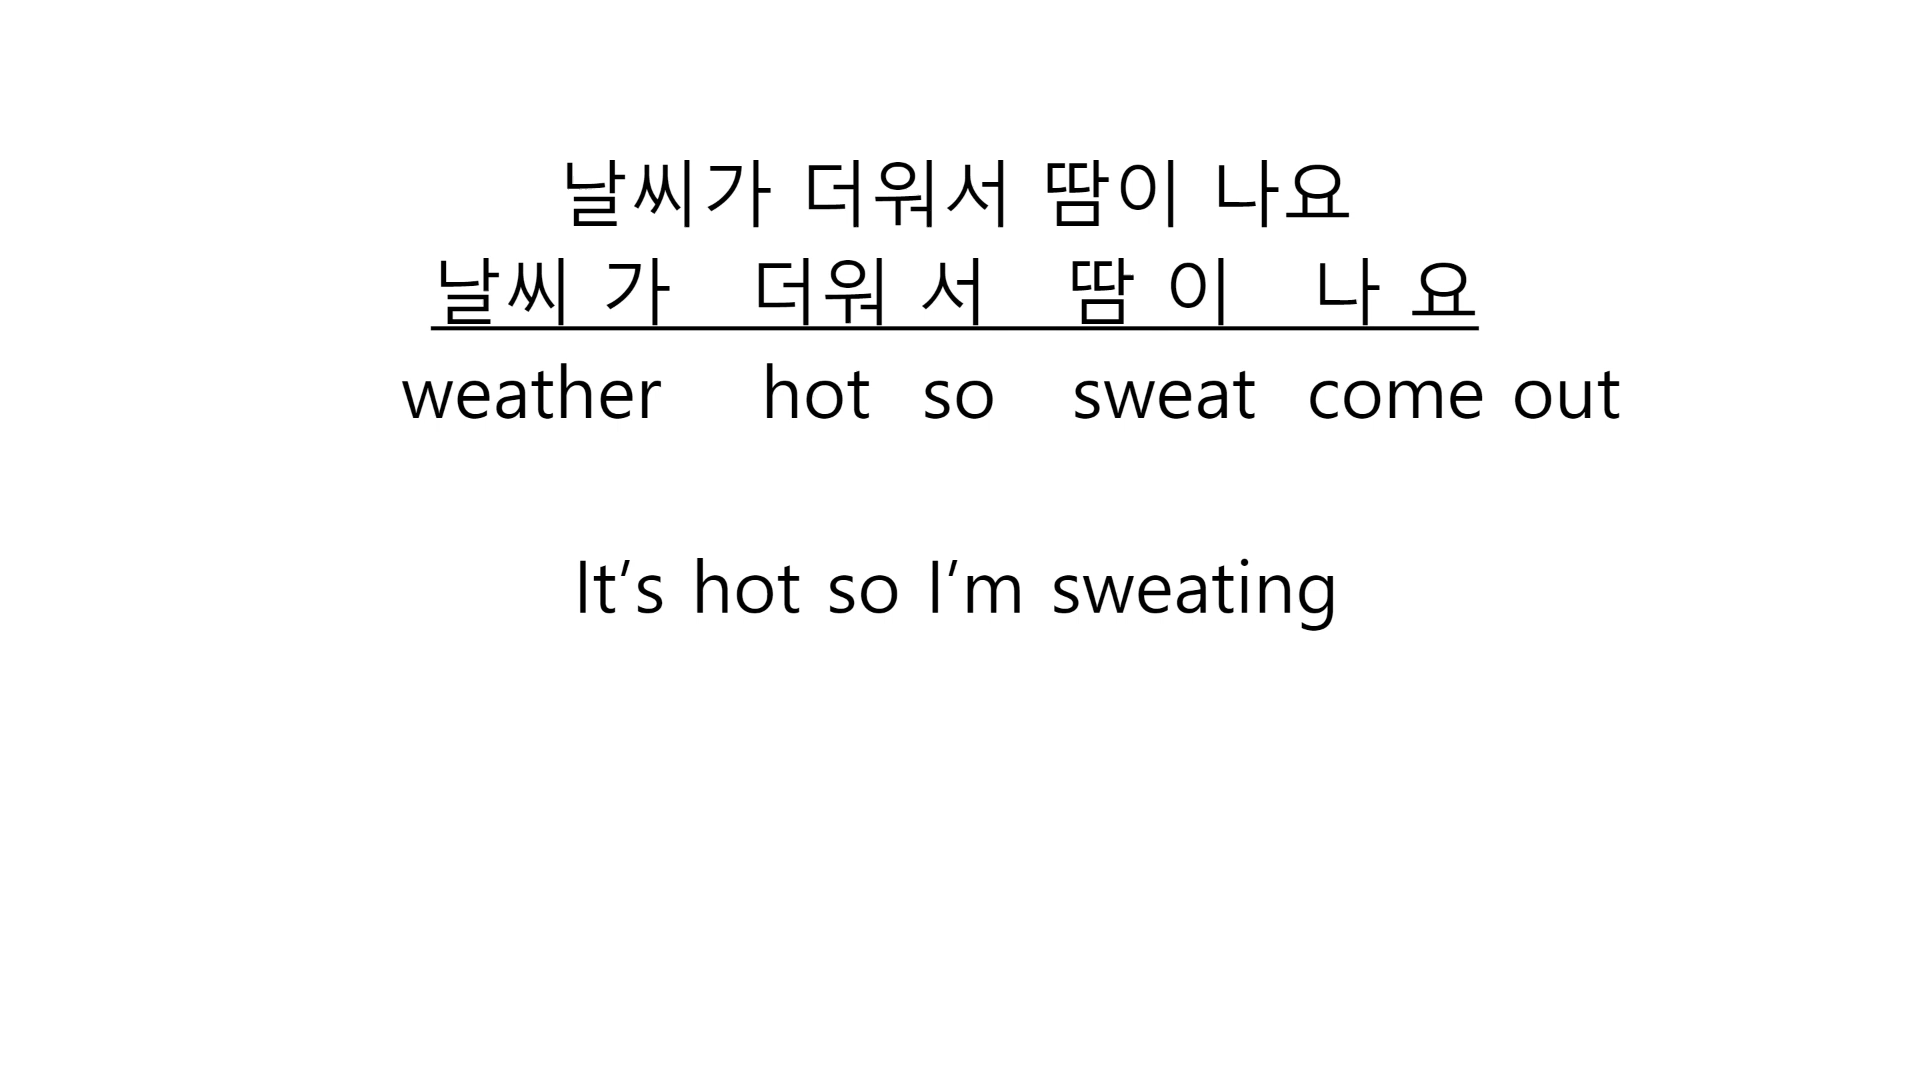 날씨가 더워서 땀이 나요
날씨 가 더워 서 땀 이 나 요
weather hot so sweat come out
It’s hot so I’m sweating